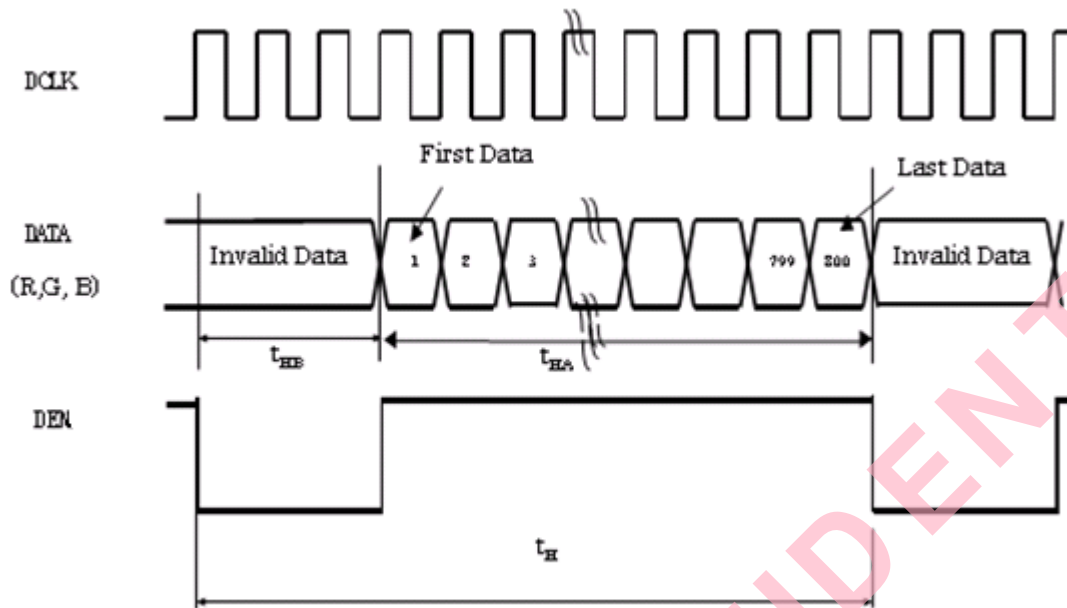 DCLK
First Data
Last Data
DATA
(R,G, B)
Invalid Data
1
2
3
799
800
Invalid Data
tHB
tHA
DEN
tH